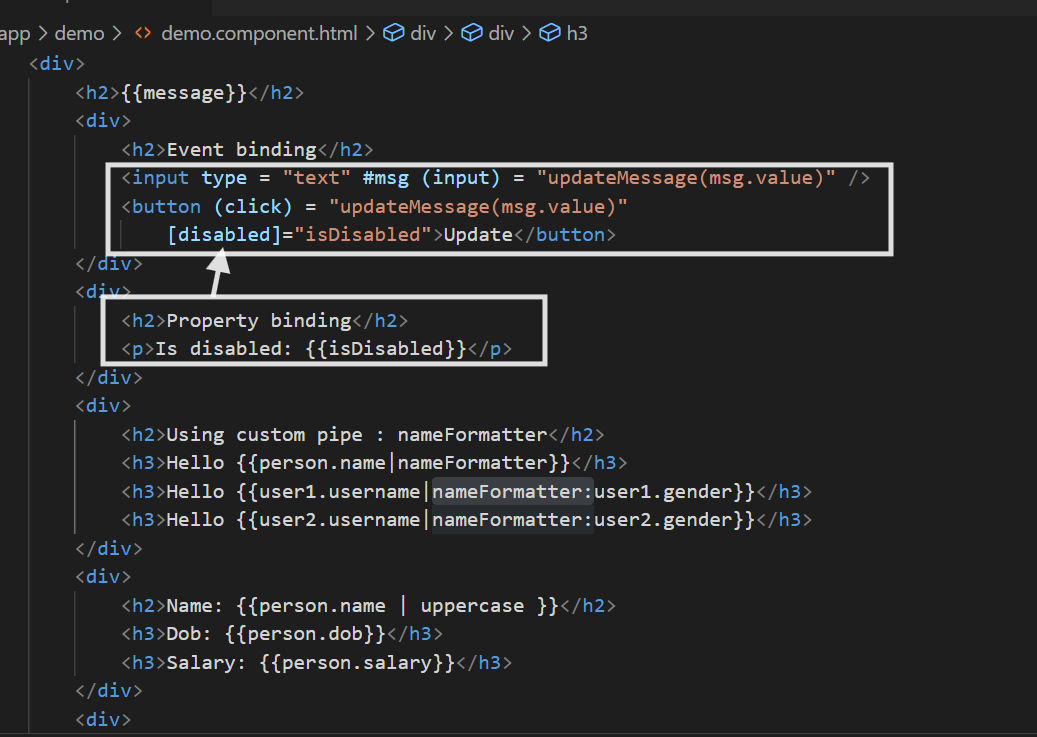 app > demo > <> demo.component.html > div > div > h3
<div>
<h2>{{message}}</h2>
<div>
<h2>Event binding</h2>
<input type = "text" #msg (input) = "updateMessage(msg.value)" />
<button (click) = "updateMessage(msg.value)"
[disabled]="isDisabled">Update</button>
</div>
<div>
<h2>Property binding</h2>
<p>Is disabled: {{isDisabled}}</p>
</div>
<div>
<h2>Using custom pipe : nameFormatter</h2>
<h3>Hello {{person.name|nameFormatter}}</h3>
<h3>Hello {{user1.username|nameFormatter:user1.gender}}</h3>
<h3>Hello {{user2.username|nameFormatter:user2.gender}}</h3>
</div>
<div>
<h2>Name: {{person.name | uppercase }}</h2>
<h3>Dob: {{person.dob}}</h3>
<h3>Salary: {{person.salary}}</h3>
</div>
<div>